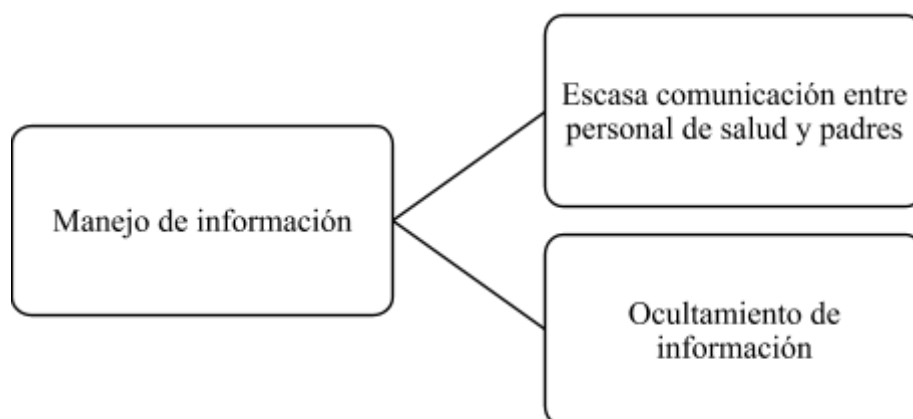 Manejo de información
Escasa comunicación entre
personal de salud y padres
Ocultamiento de
información